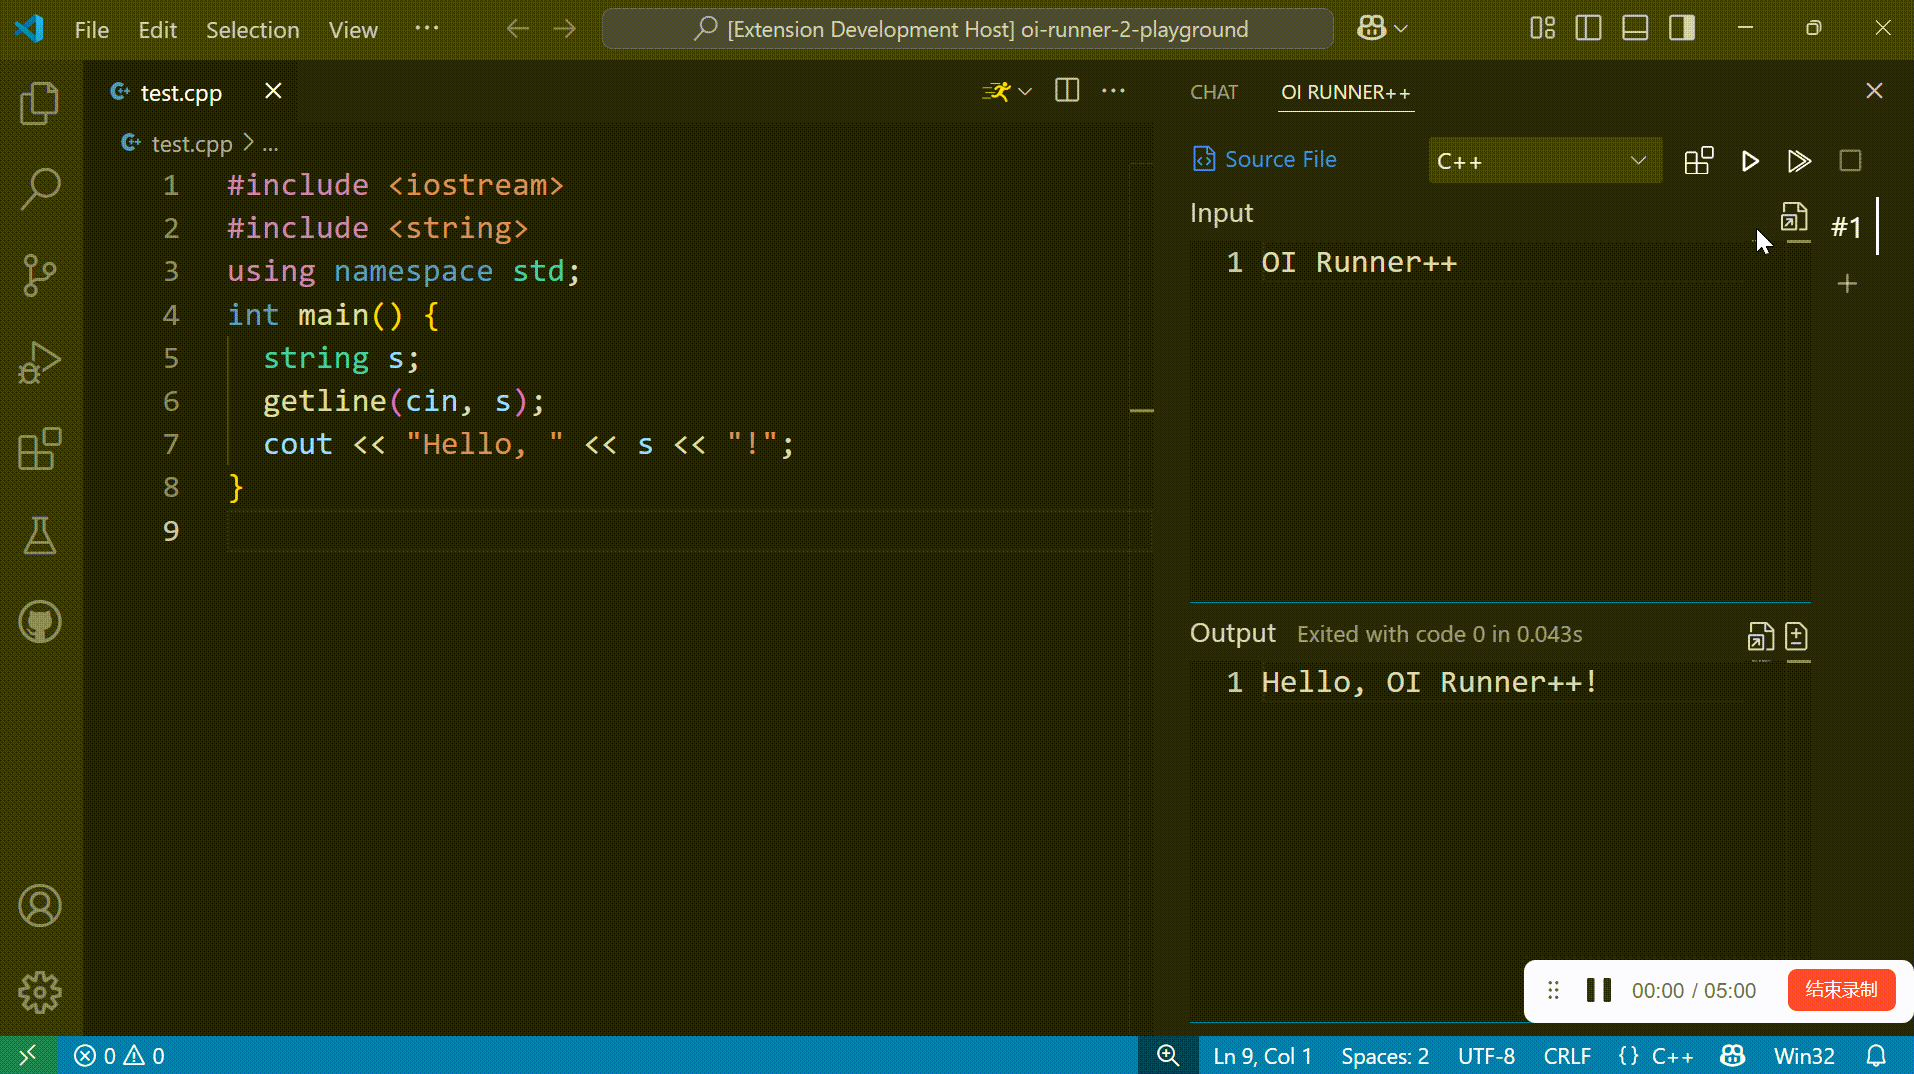 File Edit Selection View ··· [Extension Development Host] oi-runner-2-playground
test.cpp
test.cpp > ...
1 #include <iostream>
2 #include <string>
3 using namespace std;
4 int main() {
5 string s;
6 getline(cin, s);
7 cout << "Hello, " << s << "!";
8 }
9
CHAT OI RUNNER++
Source File C++
Input
#1
1 OI Runner++
+
Output Exited with code 0 in 0.043s
1 Hello, OI Runner++!
00:00 / 05:00 结束录制
0 0 Ln 9, Col 1 Spaces: 2 UTF-8 CRLF {} C++ Win32